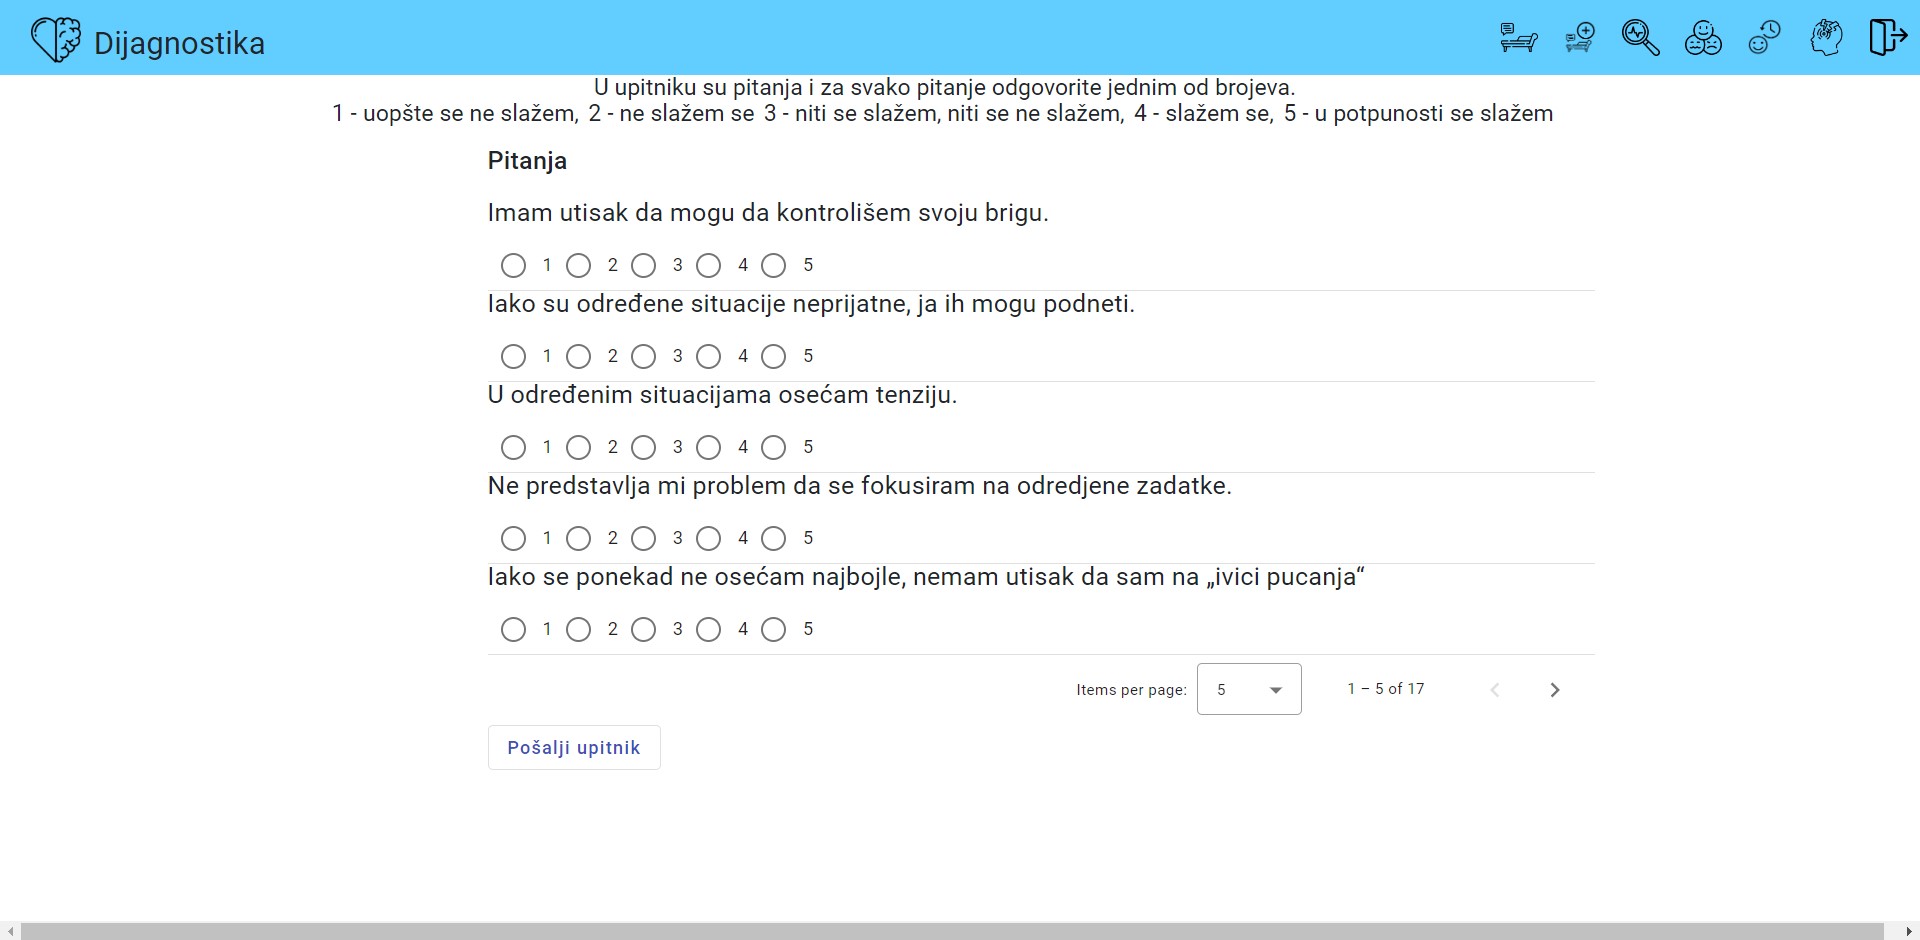 Dijagnostika
U upitniku su pitanja i za svako pitanje odgovorite jednim od brojeva.
1 - uopšte se ne slažem, 2 - ne slažem se 3 - niti se slažem, niti se ne slažem, 4 - slažem se, 5 - u potpunosti se slažem
Pitanja
Imam utisak da mogu da kontrolišem svoju brigu.
1 2 3 4 5
Iako su određene situacije neprijatne, ja ih mogu podneti.
1 2 3 4 5
U određenim situacijama osećam tenziju.
1 2 3 4 5
Ne predstavlja mi problem da se fokusiram na odredjene zadatke.
1 2 3 4 5
Iako se ponekad ne osećam najbojle, nemam utisak da sam na „ivici pucanja“
1 2 3 4 5
Items per page: 5 1 – 5 of 17
Pošalji upitnik